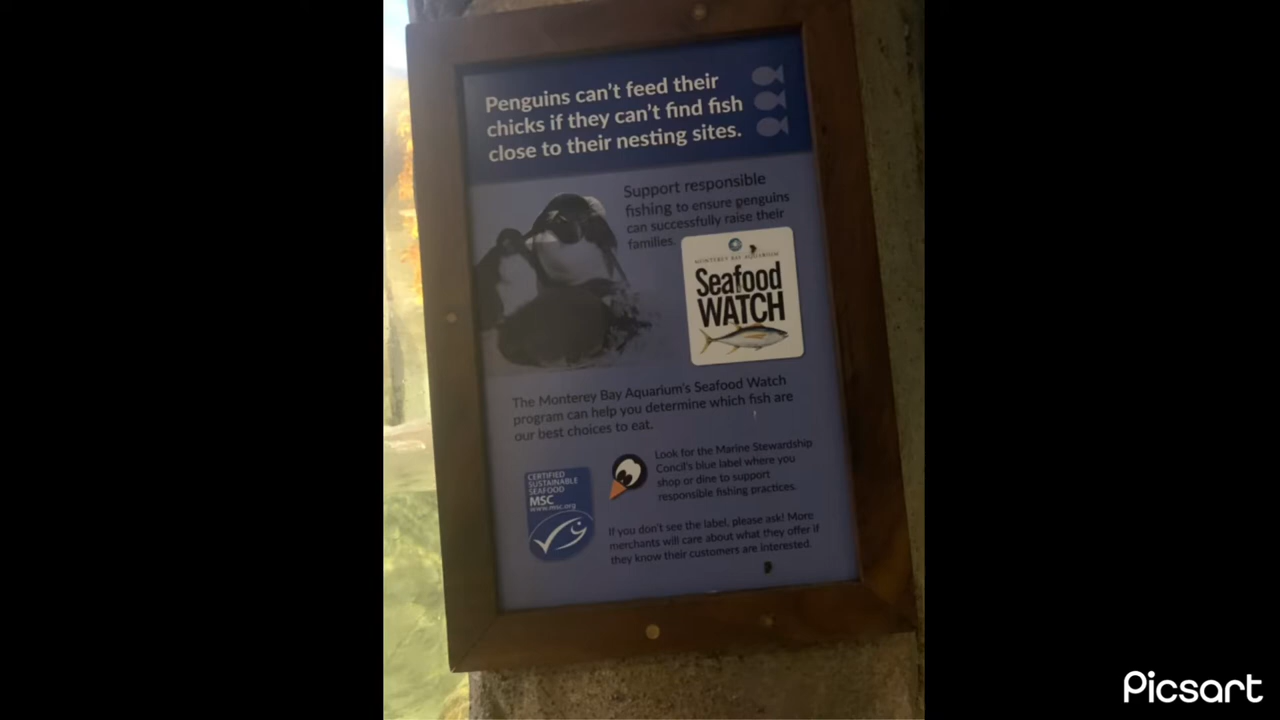 Penguins can't feed their
chicks if they can't find fish
close to their nesting sites.
Support responsible
fishing to ensure penguins
can successfully raise their
families.
MONTEREY BAY AQUARIUM
Seafood
WATCH
The Monterey Bay Aquarium's Seafood Watch
program can help you determine which fish are
our best choices to eat.
Look for the Marine Stewardship
Concil's blue label where you
shop or dine to support
responsible fishing practices.
CERTIFIED
SUSTAINABLE
SEAFOOD
MSC
www.msc.org
If you don't see the label, please ask! More
merchants will care about what they offer if
they know their customers are interested.
Picsart